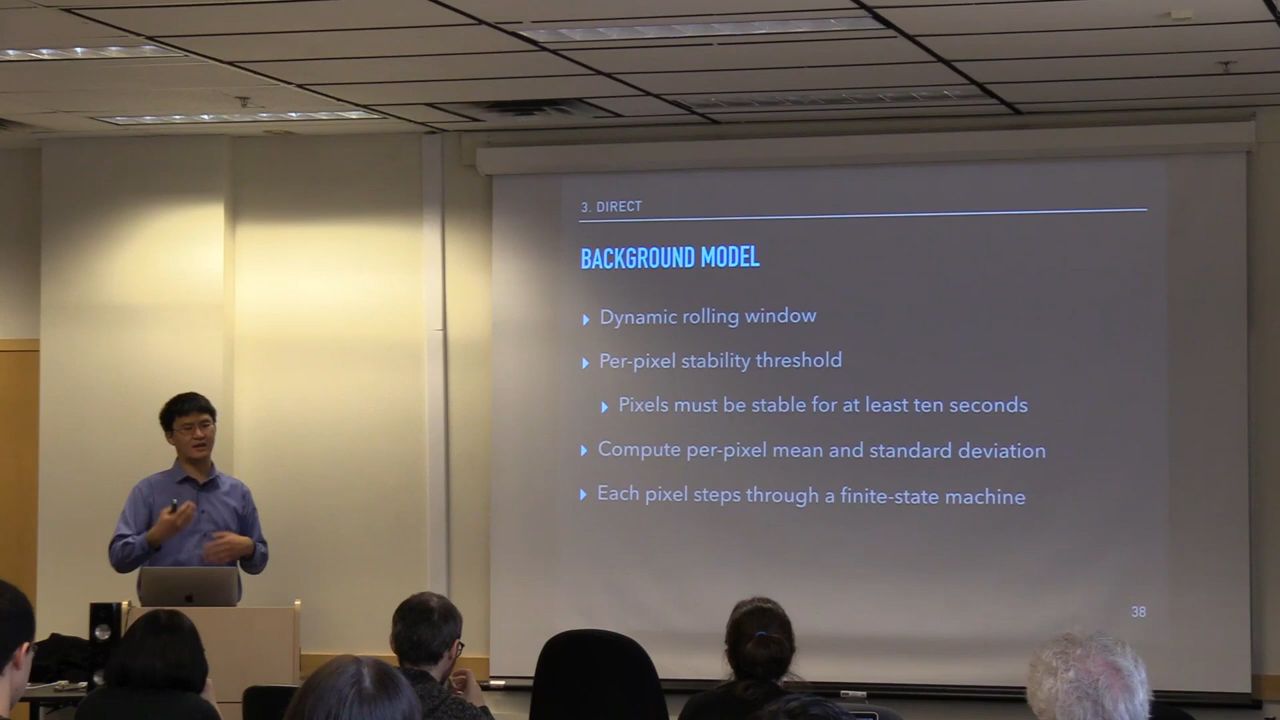 3. DIRECT
BACKGROUND MODEL
Dynamic rolling window
Per-pixel stability threshold
Pixels must be stable for at least ten seconds
Compute per-pixel mean and standard deviation
Each pixel steps through a finite-state machine
38